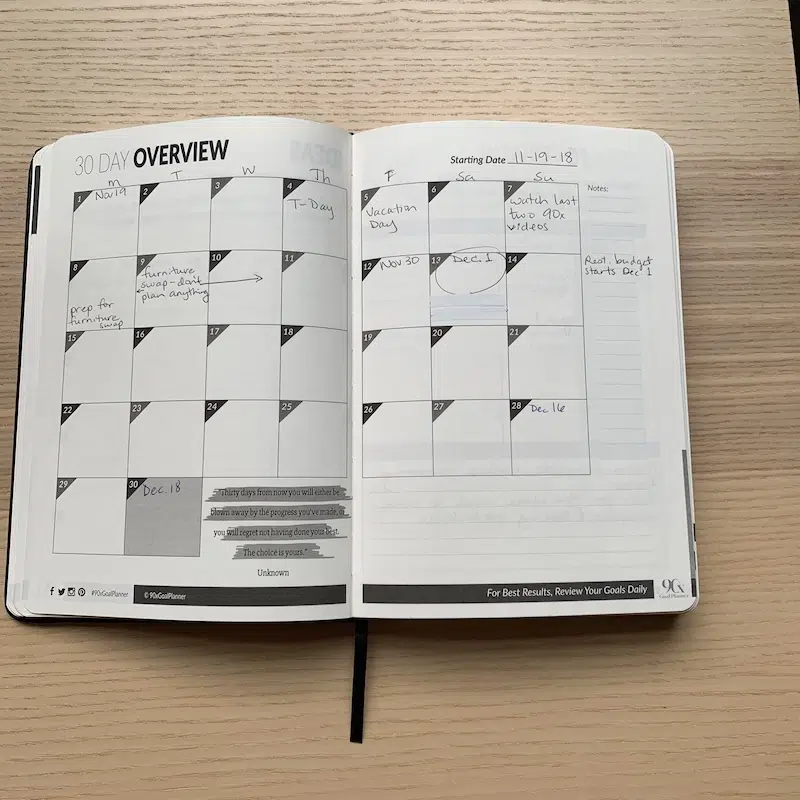 30 DAY OVERVIEW
Starting Date 11-19-18
M T W Th F Sa Su
1 Nov 19
2
3
4
T-Day
5
Vacation
Day
6
7
Watch last
two 90x
videos
Notes:
8
prep for
furniture
swap
9
furniture
swap - don't
plan anything
10
11
12 Nov 30
13 Dec. 1
14
Rest. budget
starts Dec 1
15
16
17
18
19
20
21
22
23
24
25
26
27
28 Dec 16
29
30 Dec. 18
"Thirty days from now you will either be
blown away by the progress you've made, or
you will regret not having done your best.
The choice is yours."
Unknown
#90xGoalPlanner
© 90xGoalPlanner
For Best Results, Review Your Goals Daily
90x
Goal Planner